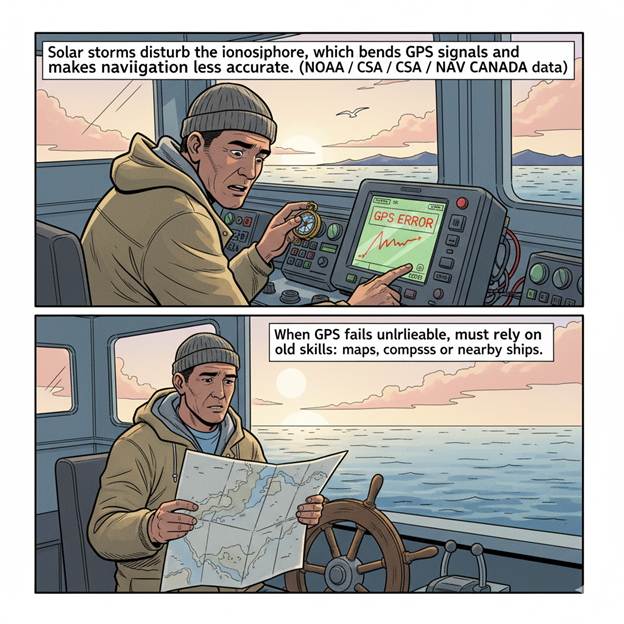 Solar storms disturb the ionosjphore, which bends GPS signals and
makes naviigation less accurate. (NOAA / CSA / CSA / NAV CANADA data)
GPS ERROR
When GPS fails unlrlieable, must rely on
old skills: maps, compsss or nearby ships.